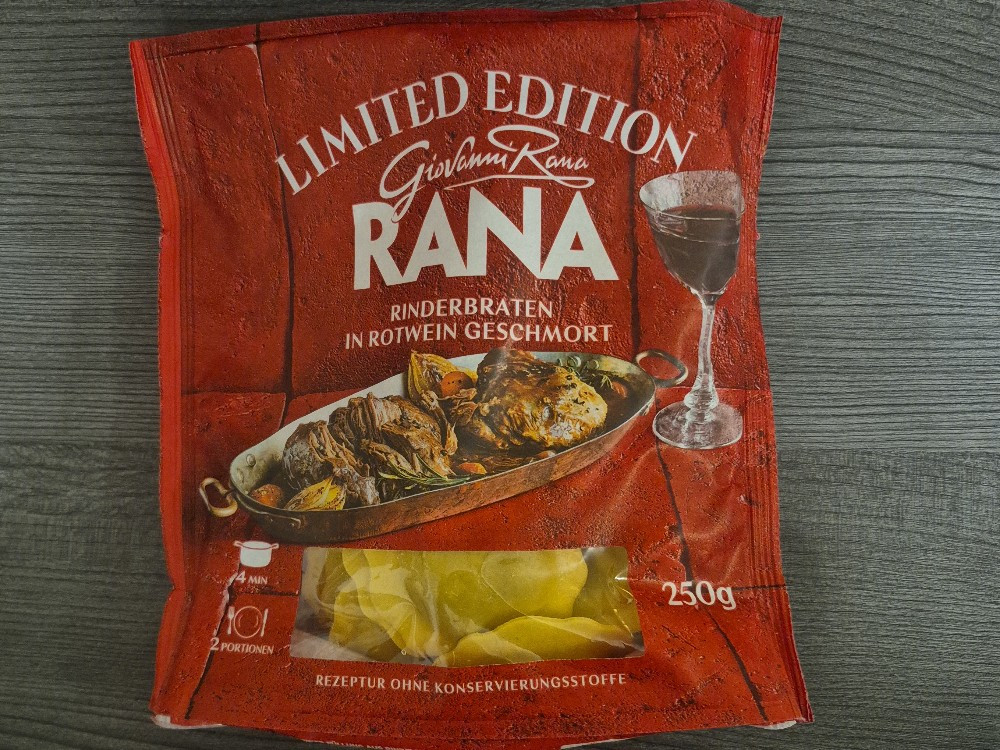 LIMITED EDITION
Giovanni Rana
RANA
RINDERBRATEN
IN ROTWEIN GESCHMORT
4 MIN
250g
2 PORTIONEN
REZEPTUR OHNE KONSERVIERUNGSSTOFFE